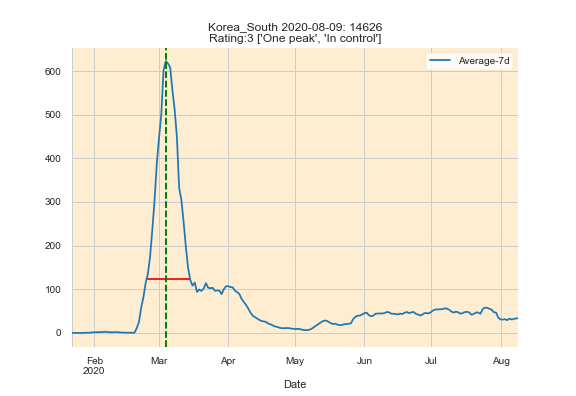 Korea_South 2020-08-09: 14626
Rating:3 ['One peak', 'In control']
Average-7d
600
500
400
300
200
100
0
Feb Mar Apr May Jun Jul Aug
2020
Date